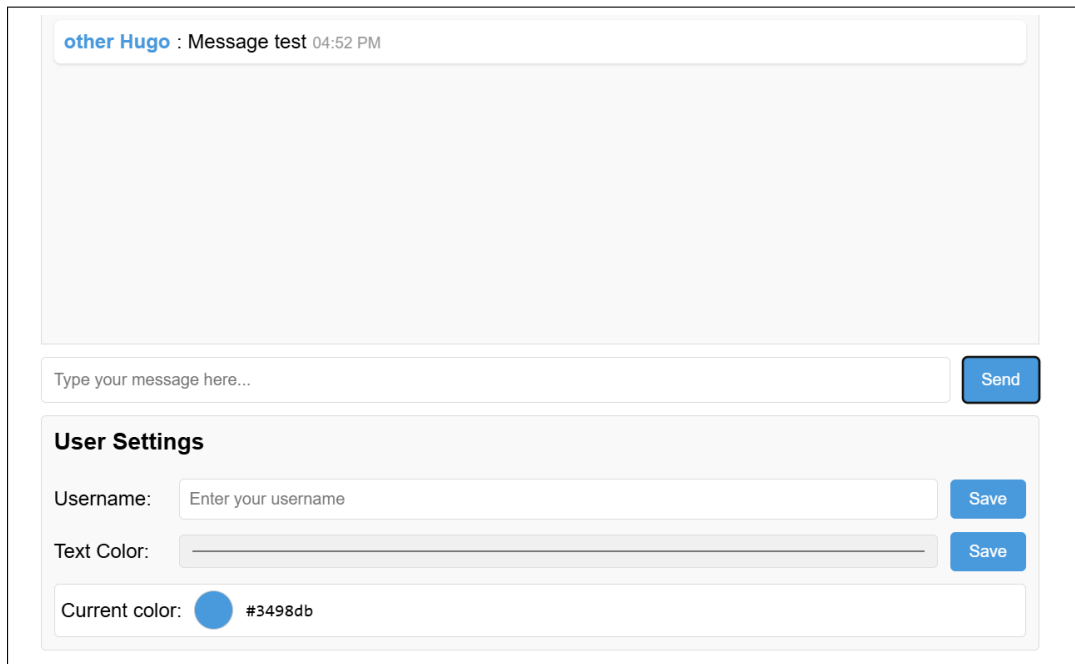 other Hugo : Message test 04:52 PM
Type your message here... Send
User Settings
Username: Enter your username Save
Text Color: Save
Current color: #3498db